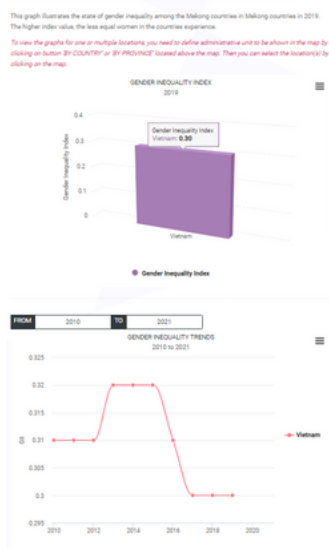 This graph illustrates the state of gender inequality among the Mekong countries in Mekong countries in 2019.
The higher index value, the less equal women in the countries experience.
To view the graphs for one or multiple locations, you need to define administrative unit to be shown in the map by
clicking on button 'BY COUNTRY' or 'BY PROVINCE' located above the map. Then you can select the location(s) by
clicking on the map.
GENDER INEQUALITY INDEX
2019
Gender Inequality Index
0.4
0.3
0.2
0.1
0
Gender Inequality Index
Vietnam: 0.30
Vietnam
Gender Inequality Index
FROM 2010 TO 2021
GENDER INEQUALITY TRENDS
2010 to 2021
GII
0.325
0.32
0.315
0.31
0.305
0.3
0.295
2010 2012 2014 2016 2018 2020
Vietnam